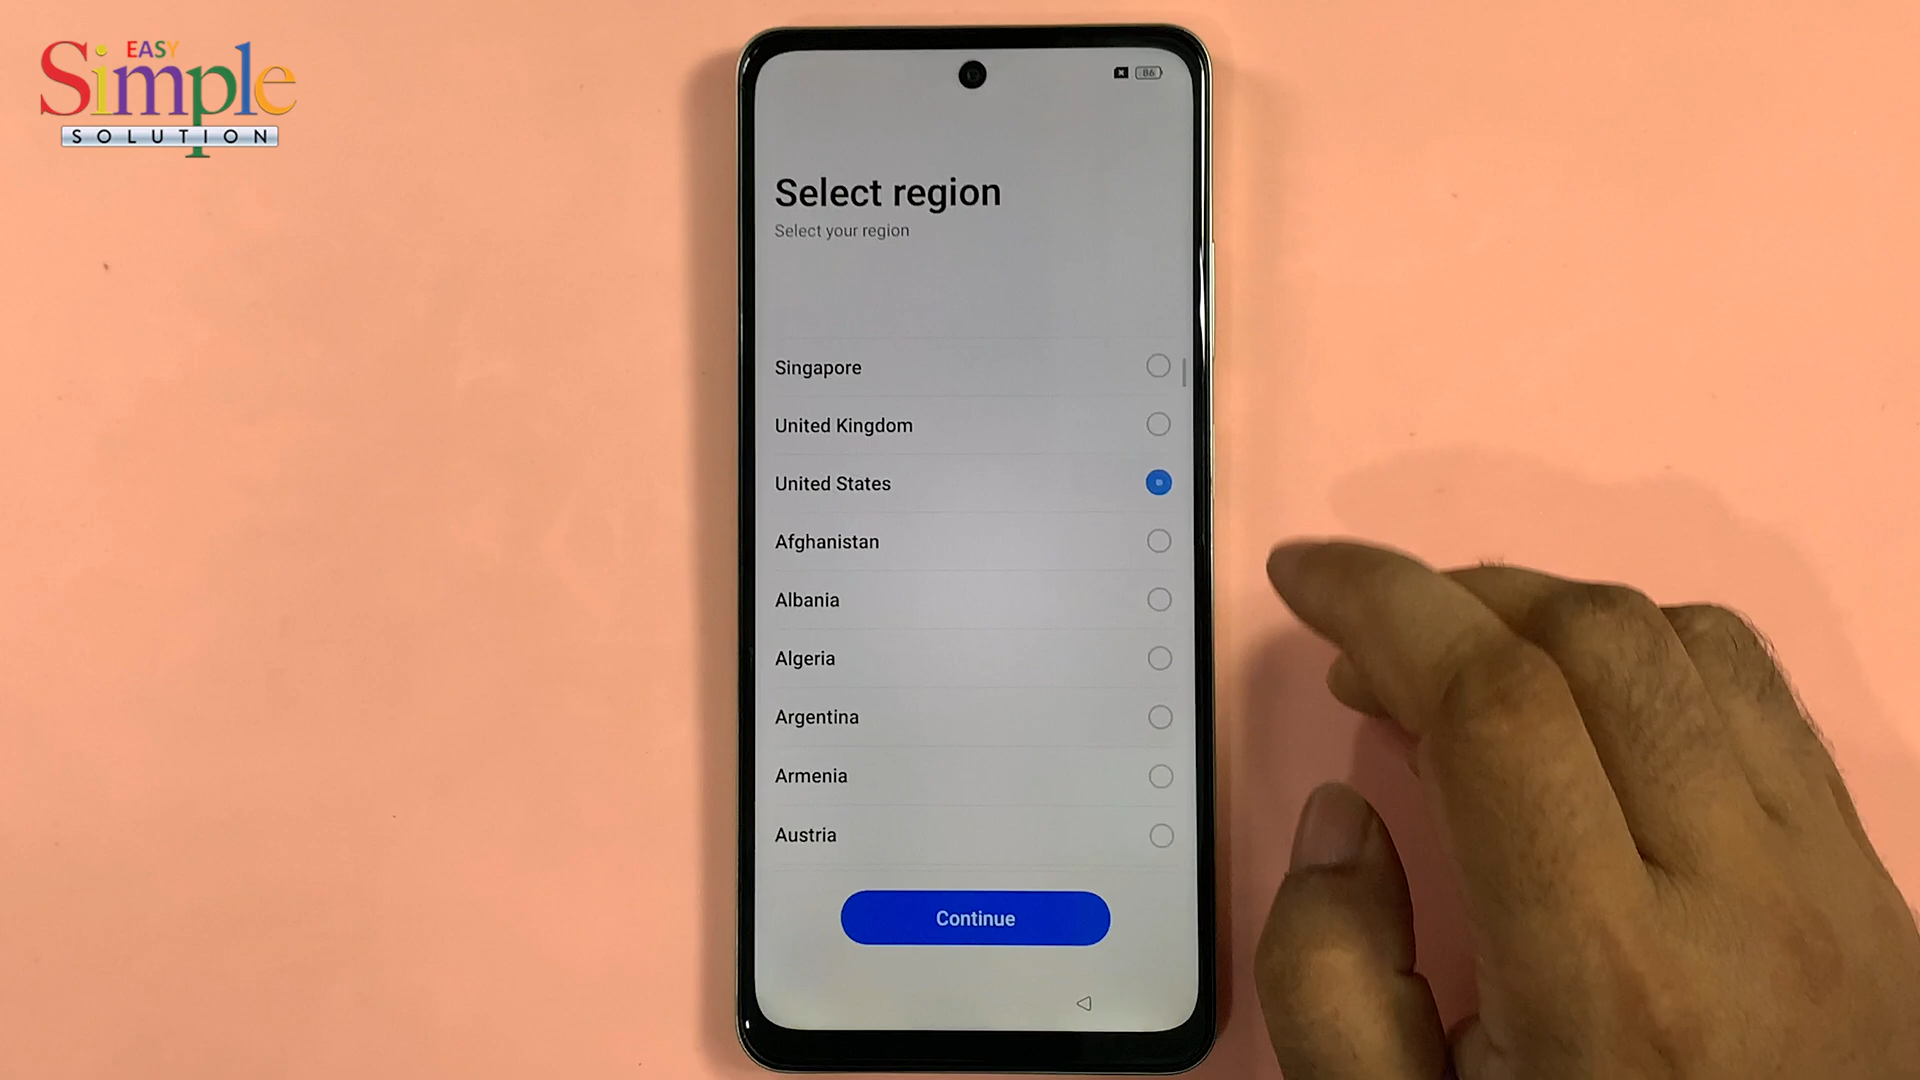 EASY
Simple
SOLUTION
86
Select region
Select your region
Singapore
United Kingdom
United States
Afghanistan
Albania
Algeria
Argentina
Armenia
Austria
Continue